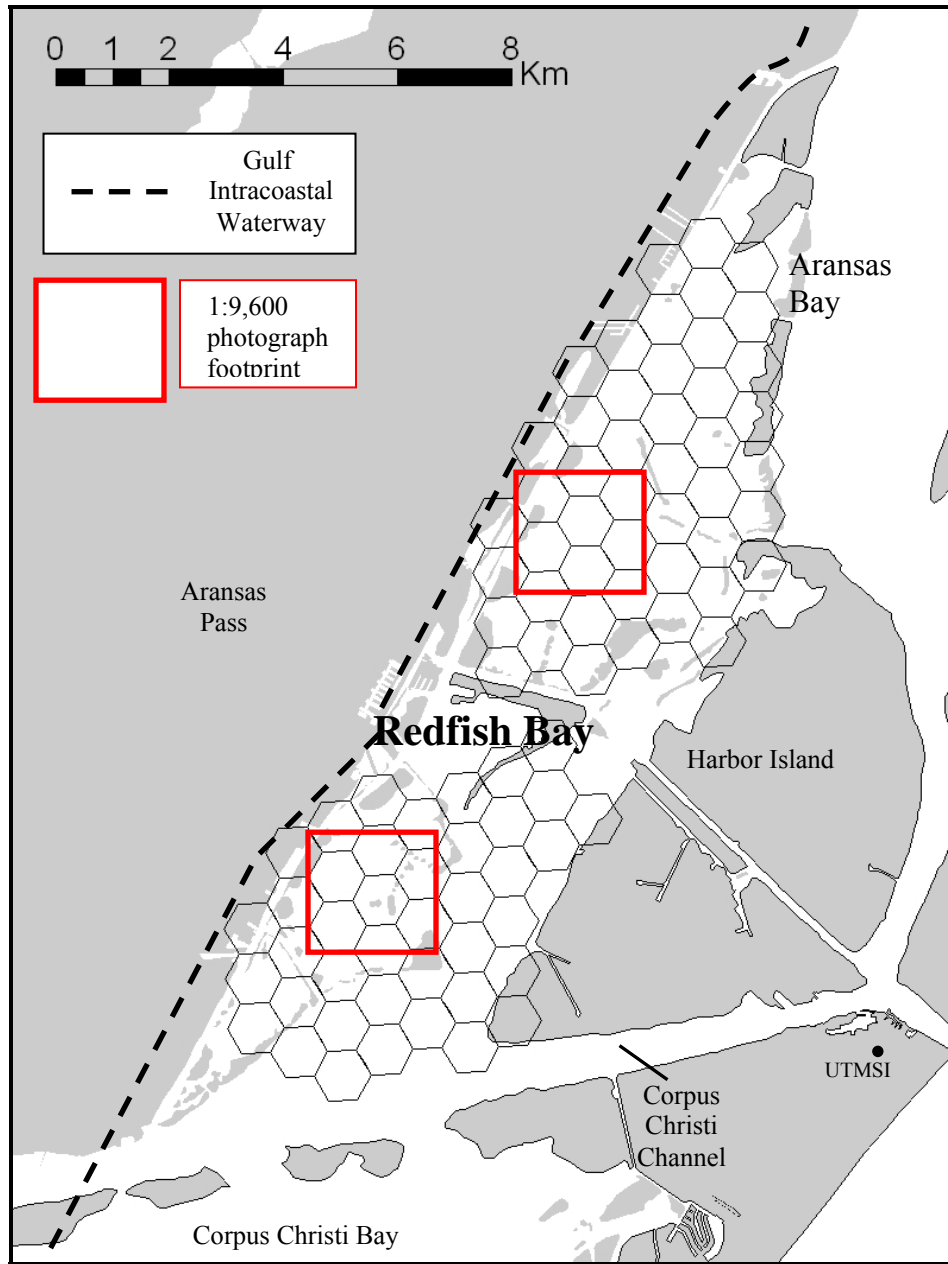 0 1 2 4 6 8
Km
Gulf
Intracoastal
Waterway
1:9,600
photograph
footprint
Aransas
Bay
Aransas
Pass
Redfish Bay
Harbor Island
UTMSI
Corpus
Christi
Channel
Corpus Christi Bay